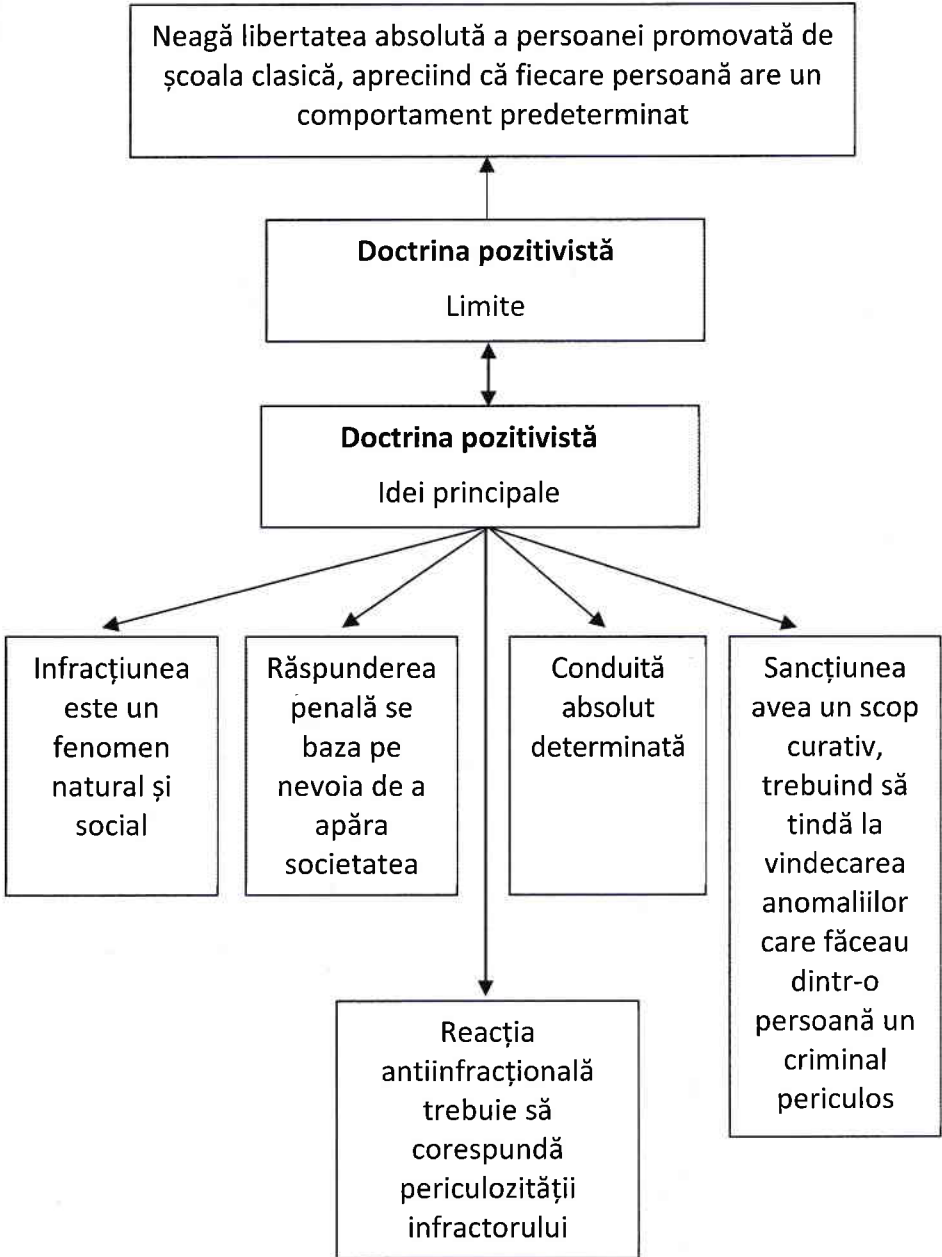 Neagă libertatea absolută a persoanei promovată de
școala clasică, apreciind că fiecare persoană are un
comportament predeterminat
Doctrina pozitivistă
Limite
Doctrina pozitivistă
Idei principale
Infracțiunea
este un
fenomen
natural și
social
Răspunderea
penală se
baza pe
nevoia de a
apăra
societatea
Conduită
absolut
determinată
Sancțiunea
avea un scop
curativ,
trebuind să
tindă la
vindecarea
anomaliilor
care făceau
dintr-o
persoană un
criminal
periculos
Reacția
antiinfracțională
trebuie să
corespundă
periculozității
infractorului